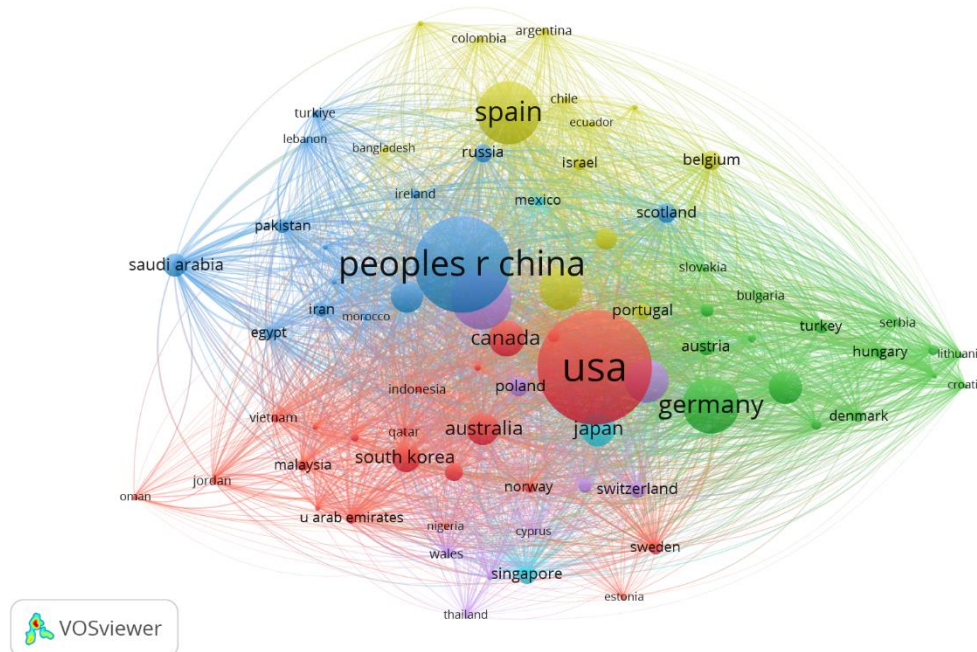 colombia
argentina
turkiye
spain
chile
ecuador
lebanon
bangladesh
russia
israel
belgium
ireland
mexico
scotland
pakistan
saudi arabia
peoples r china
slovakia
bulgaria
iran
morocco
portugal
egypt
canada
austria
turkey
serbia
hungary
lithuani
croati
usa
indonesia
poland
germany
vietnam
qatar
australia
japan
denmark
malaysia
south korea
jordan
norway
switzerland
oman
u arab emirates
nigeria
cyprus
wales
sweden
singapore
estonia
thailand
VOSviewer